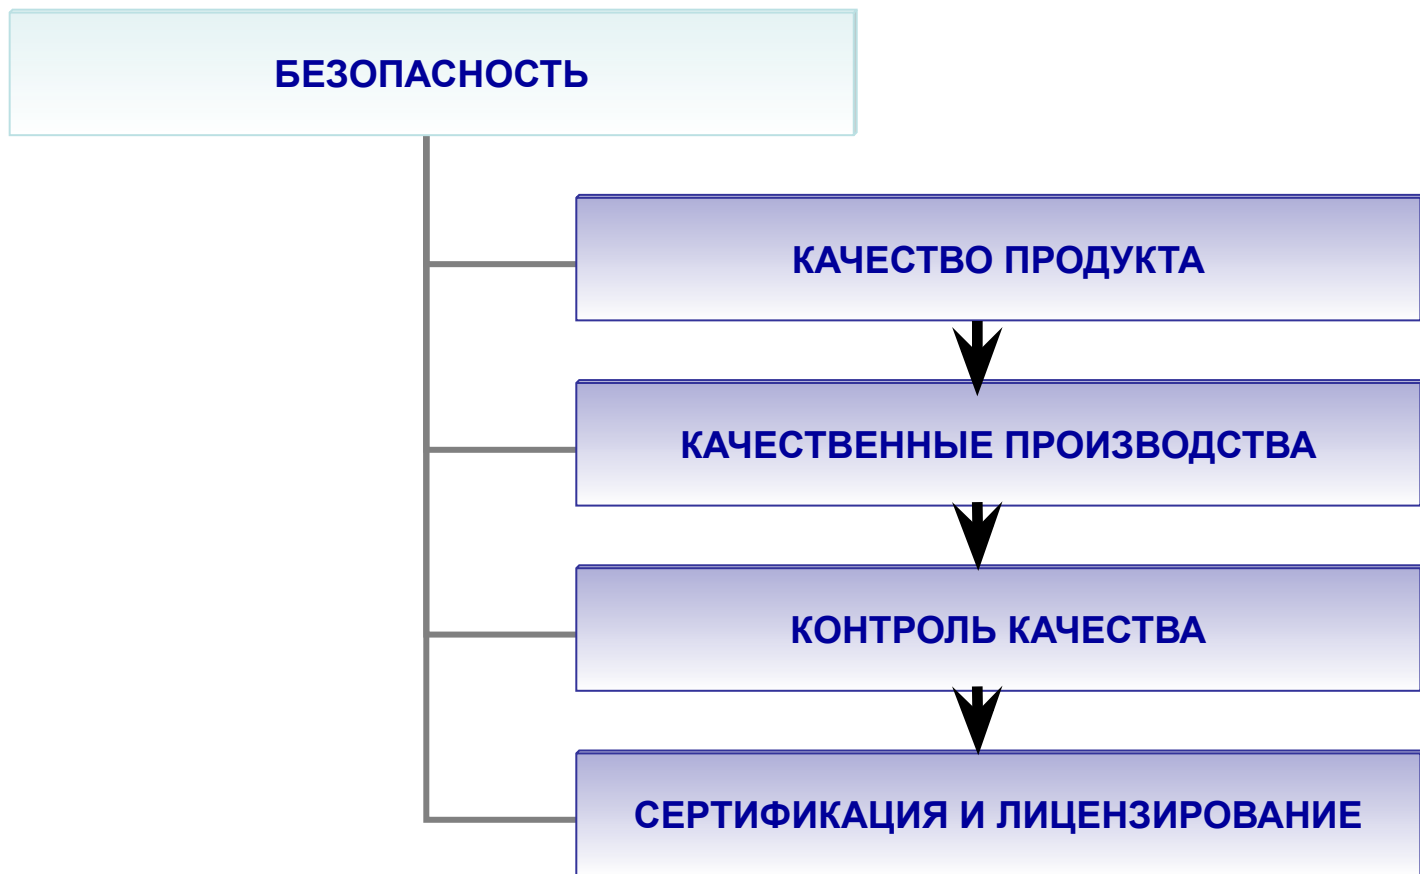 БЕЗОПАСНОСТЬ
КАЧЕСТВО ПРОДУКТА
КАЧЕСТВЕННЫЕ ПРОИЗВОДСТВА
КОНТРОЛЬ КАЧЕСТВА
СЕРТИФИКАЦИЯ И ЛИЦЕНЗИРОВАНИЕ